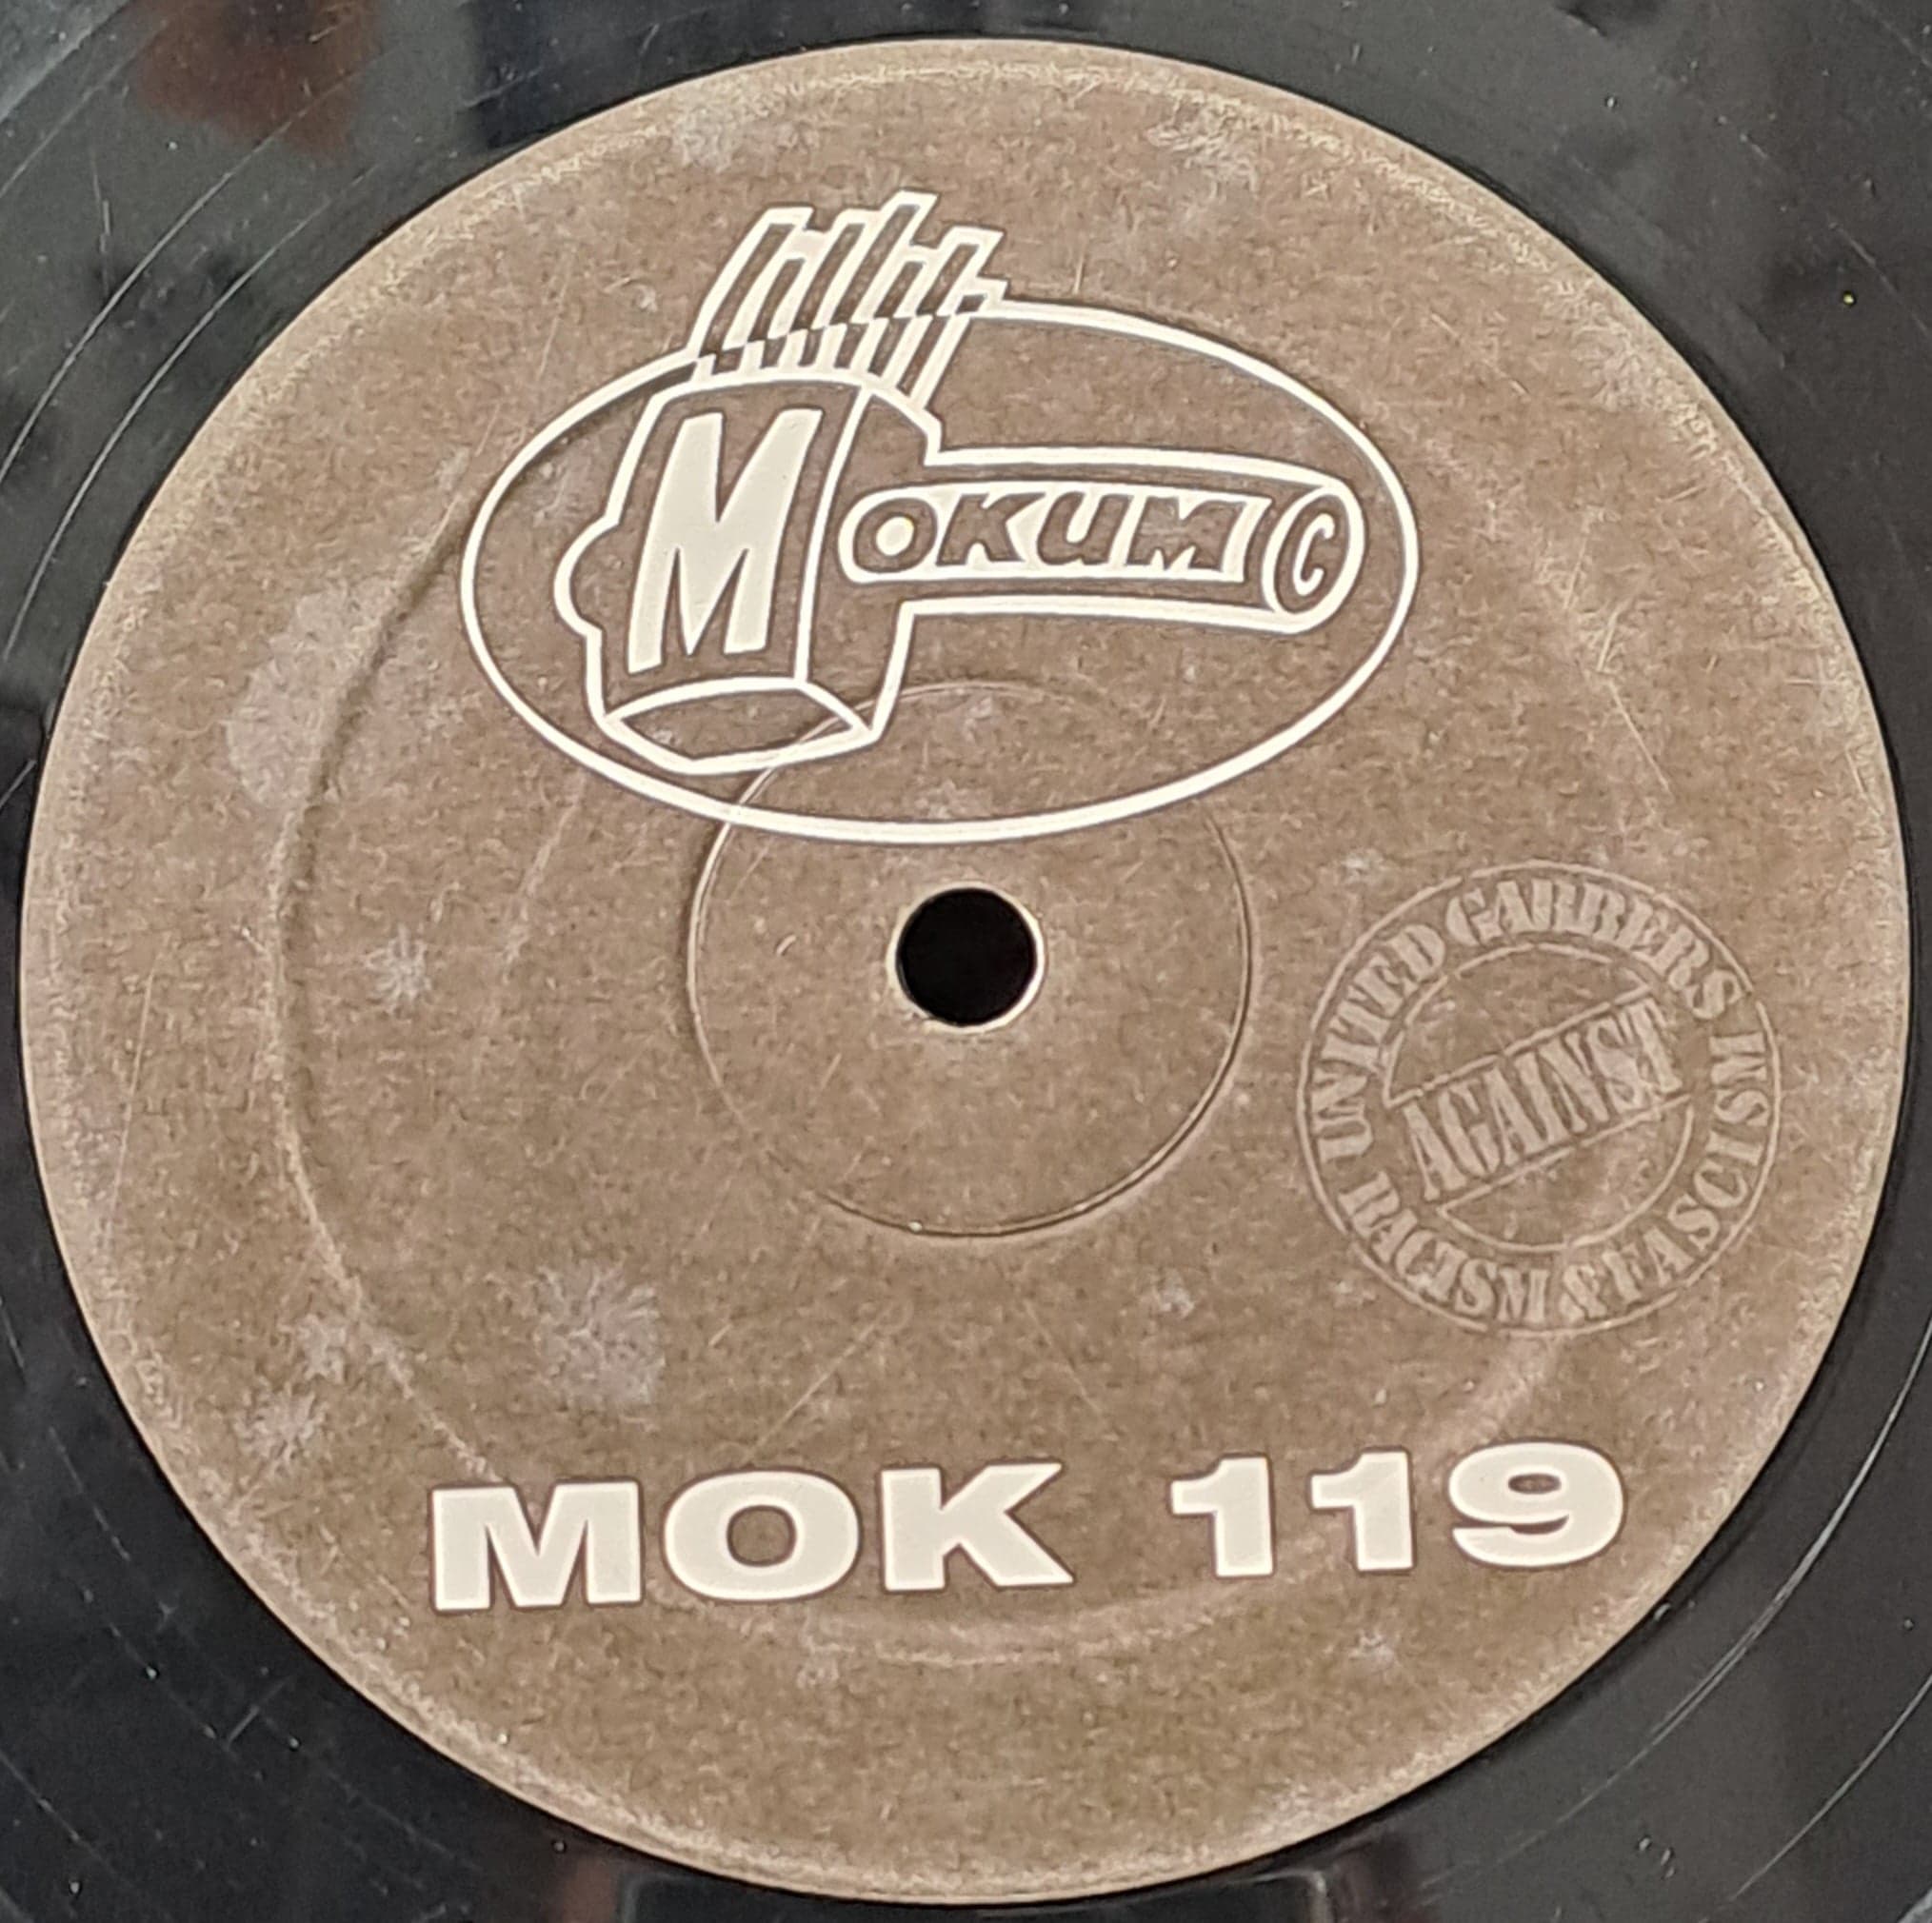 MOKUM ©
UNITED GABBERS
AGAINST
RACISM & FASCISM
MOK 119